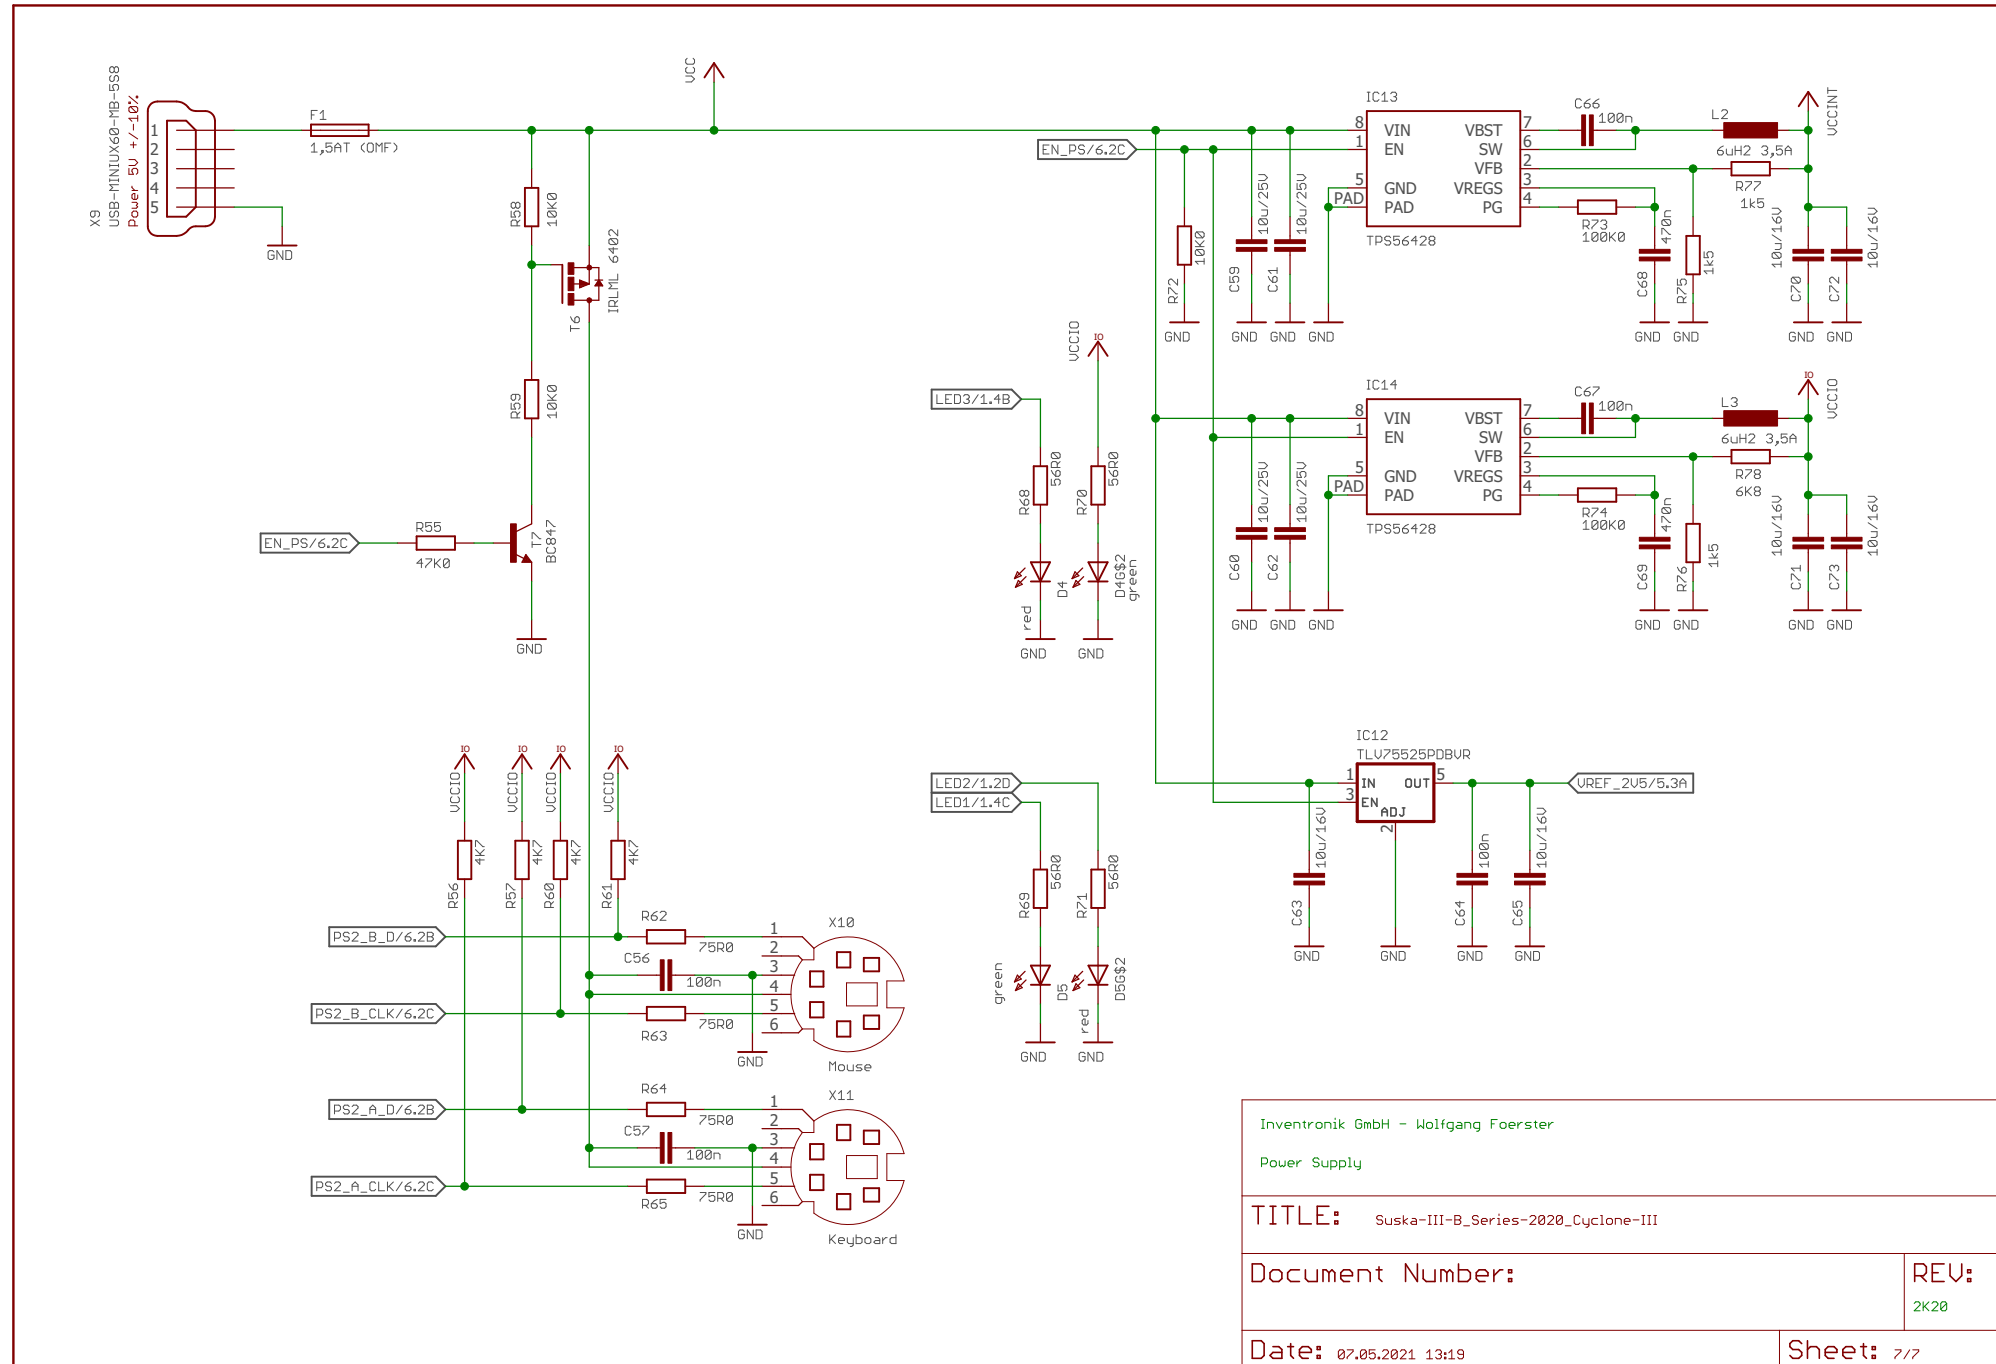 X9
USB-MINIUX60-MB-5S8
Power 5V +/-10%
1
2
3
4
5
GND
F1
1,5AT (OMF)
VCC
R58
10K0
IRLML 6402
T6
R59
10K0
EN_PS/6.2C
R55
47K0
T7
BC847
GND
EN_PS/6.2C
R72
10K0
GND
C59
10u/25V
GND
C61
10u/25V
GND
IC13
8
VIN
1
EN
5
GND
PAD
PAD
VBST
7
SW
6
VFB
2
VREGS
3
PG
4
TPS56428
C66
100n
L2
6uH2 3,5A
VCCINT
R77
1k5
R73
100K0
C68
470n
GND
R75
1k5
GND
C70
10u/16V
GND
C72
10u/16V
GND
LED3/1.4B
R68
56R0
D4
red
GND
IO
VCCIO
R70
56R0
D4G$2
green
GND
C60
10u/25V
GND
C62
10u/25V
GND
GND
IC14
8
VIN
1
EN
5
GND
PAD
PAD
VBST
7
SW
6
VFB
2
VREGS
3
PG
4
TPS56428
C67
100n
L3
6uH2 3,5A
IO
VCCIO
R78
6K8
R74
100K0
C69
470n
GND
R76
1k5
GND
C71
10u/16V
GND
C73
10u/16V
GND
GND
IC12
TLV75525PDBVR
1
IN
3
EN
ADJ
2
OUT
5
VREF_2V5/5.3A
C63
10u/16V
GND
GND
C64
100n
GND
C65
10u/16V
GND
LED2/1.2D
LED1/1.4C
R69
56R0
green
D5
GND
R71
56R0
red
D5G$2
GND
IO
VCCIO
R56
4K7
IO
VCCIO
R57
4K7
IO
VCCIO
R60
4K7
IO
VCCIO
R61
4K7
PS2_B_D/6.2B
R62
75R0
C56
100n
PS2_B_CLK/6.2C
R63
75R0
X10
1
2
3
4
5
6
GND
Mouse
PS2_A_D/6.2B
R64
75R0
C57
100n
PS2_A_CLK/6.2C
R65
75R0
X11
1
2
3
4
5
6
GND
Keyboard
Inventronik GmbH - Wolfgang Foerster
Power Supply
TITLE: Suska-III-B_Series-2020_Cyclone-III
Document Number:
REV:
2K20
Date: 07.05.2021 13:19
Sheet: 7/7